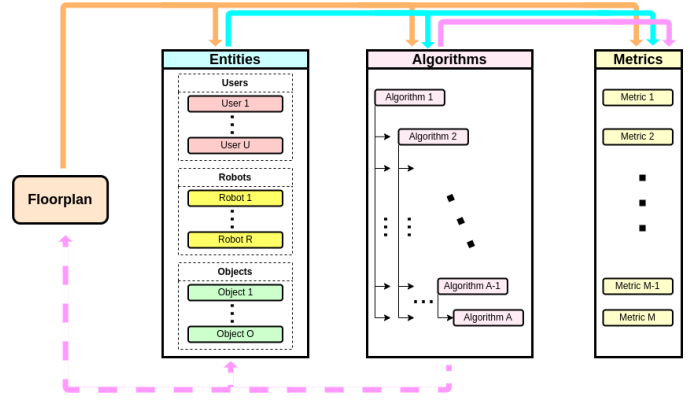 Entities
Algorithms
Metrics
Users
User 1
User U
Robots
Robot 1
Robot R
Objects
Object 1
Object O
Floorplan
Algorithm 1
Algorithm 2
Algorithm A-1
Algorithm A
Metric 1
Metric 2
Metric M-1
Metric M